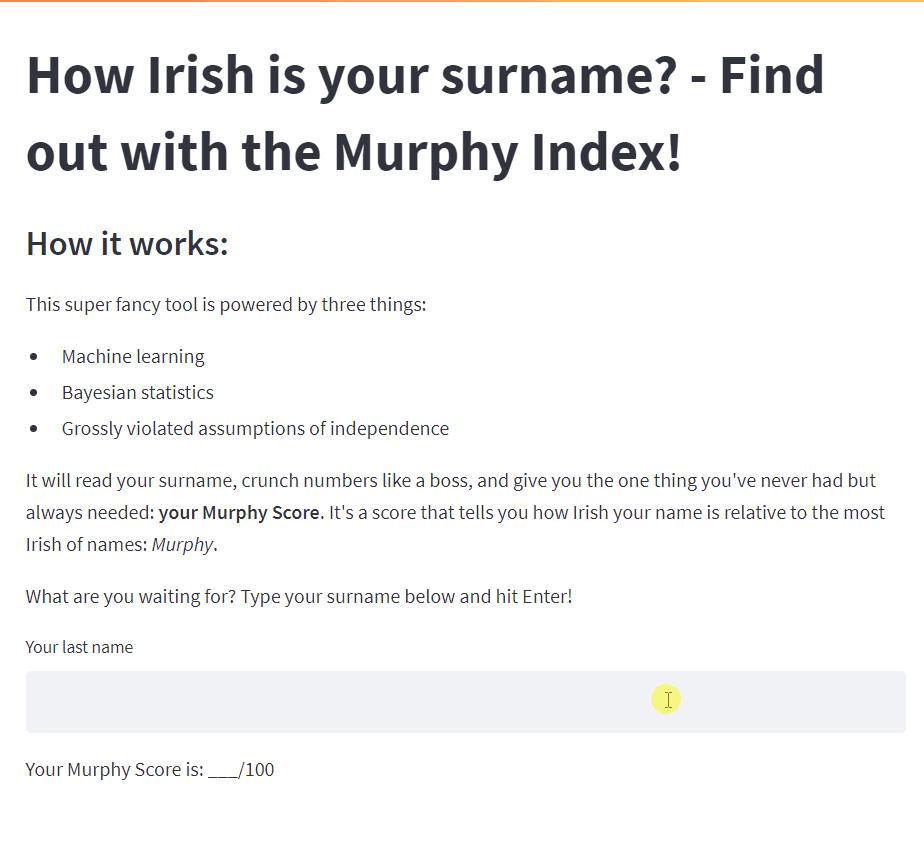 How Irish is your surname? - Find
out with the Murphy Index!
How it works:
This super fancy tool is powered by three things:
• Machine learning
• Bayesian statistics
• Grossly violated assumptions of independence
It will read your surname, crunch numbers like a boss, and give you the one thing you've never had but
always needed: your Murphy Score. It's a score that tells you how Irish your name is relative to the most
Irish of names: Murphy.
What are you waiting for? Type your surname below and hit Enter!
Your last name
Your Murphy Score is: ___/100